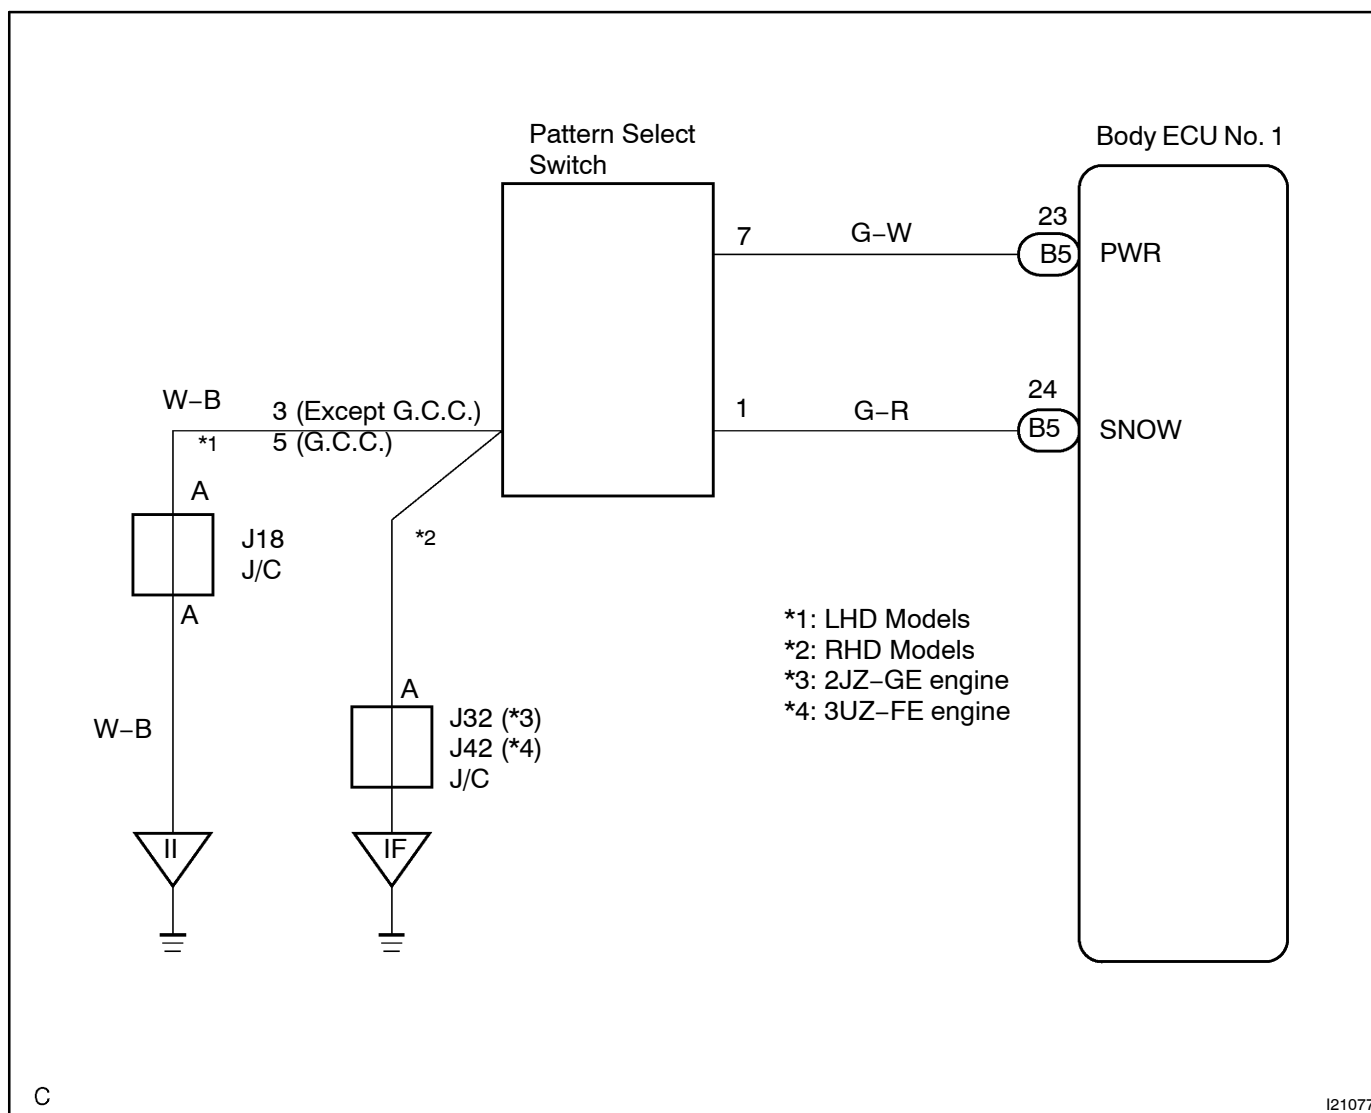 Pattern Select
Switch
Body ECU No. 1
7
G–W
23
B5
PWR
W–B
3 (Except G.C.C.)
*1
5 (G.C.C.)
1
G–R
24
B5
SNOW
A
J18
J/C
A
*2
*1: LHD Models
*2: RHD Models
*3: 2JZ–GE engine
*4: 3UZ–FE engine
W–B
A
J32 (*3)
J42 (*4)
J/C
II
IF
C
I21077